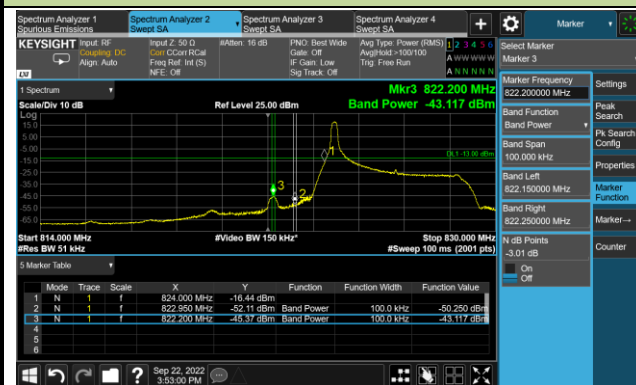 Spectrum Analyzer 1
Spurious Emissions
Spectrum Analyzer 2
Swept SA
Spectrum Analyzer 3
Swept SA
Spectrum Analyzer 4
Swept SA
+
Marker
KEYSIGHT
Input: RF
Coupling: DC
Align: Auto
Input Z: 50 Ω
Corr CCorr RCal
Freq Ref: Int (S)
NFE: Off
#Atten: 16 dB
PNO: Best Wide
Gate: Off
IF Gain: Low
Sig Track: Off
Avg Type: Power (RMS)
Avg|Hold:>100/100
Trig: Free Run
1 2 3 4 5 6
A W W W W W
A N N N N N
LXI
1 Spectrum
Scale/Div 10 dB
Ref Level 25.00 dBm
Mkr3 822.200 MHz
Band Power -43.117 dBm
Log
15.0
5.00
-5.00
-15.0
-25.0
-35.0
-45.0
-55.0
-65.0
DL1 -13.00 dBm
1
2
3
Start 814.000 MHz
#Res BW 51 kHz
#Video BW 150 kHz*
Stop 830.000 MHz
#Sweep 100 ms (2001 pts)
5 Marker Table
Mode Trace Scale X Y Function Function Width Function Value
1 N 1 f 824.000 MHz -16.44 dBm
2 N 1 f 822.950 MHz -52.11 dBm Band Power 100.0 kHz -50.250 dBm
3 N 1 f 822.200 MHz -45.37 dBm Band Power 100.0 kHz -43.117 dBm
4
5
6
Select Marker
Marker 3
Marker Frequency
822.200000 MHz
Band Function
Band Power
Band Span
100.000 kHz
Band Left
822.150000 MHz
Band Right
822.250000 MHz
N dB Points
-3.01 dB
On
Off
Settings
Peak
Search
Pk Search
Config
Properties
Marker
Function
Marker→
Counter
?
Sep 22, 2022
3:53:00 PM